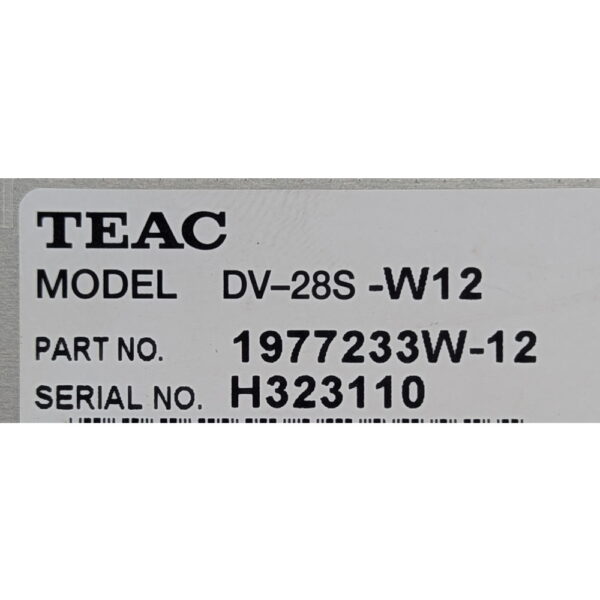 TEAC
MODEL DV-28S -W12
PART NO. 1977233W-12
SERIAL NO. H323110